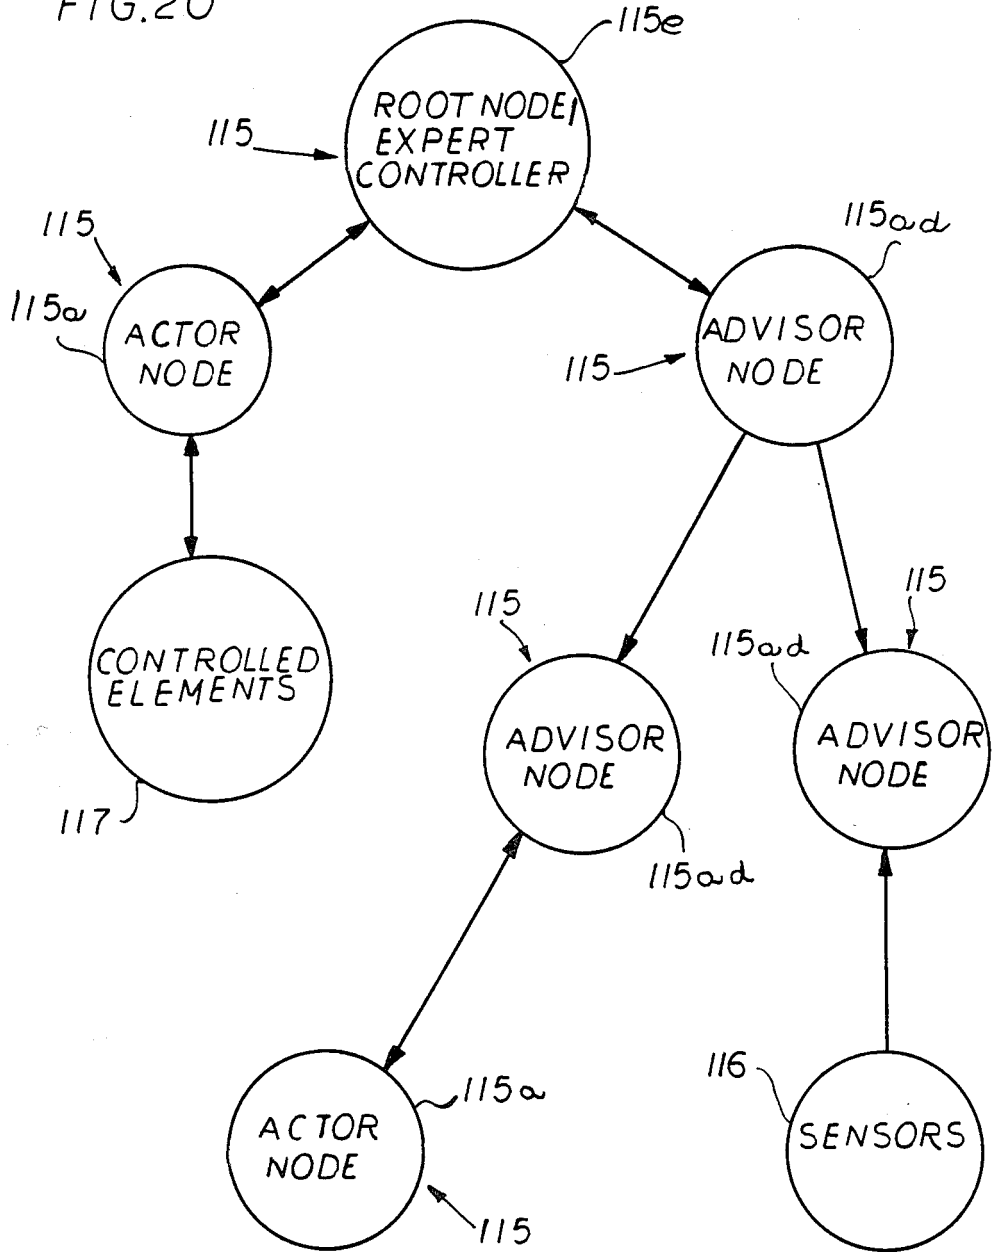 FIG.20
115e
ROOT NODE/
EXPERT
CONTROLLER
115
115
115a
ACTOR
NODE
115ad
ADVISOR
NODE
115
CONTROLLED
ELEMENTS
117
115
ADVISOR
NODE
115ad
115
115ad
ADVISOR
NODE
115a
ACTOR
NODE
115
116
SENSORS